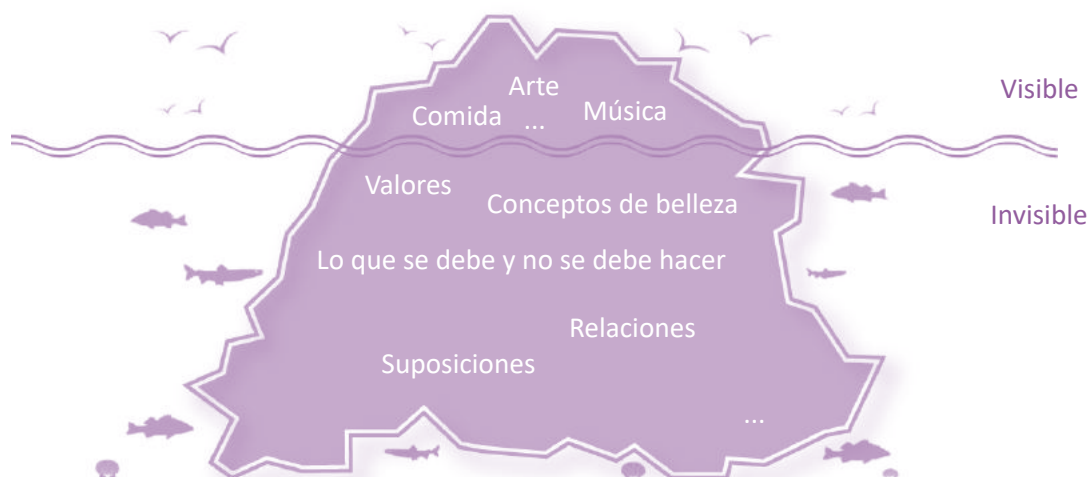 Arte
Comida ... Música
Visible
Valores
Conceptos de belleza
Invisible
Lo que se debe y no se debe hacer
Relaciones
Suposiciones
...